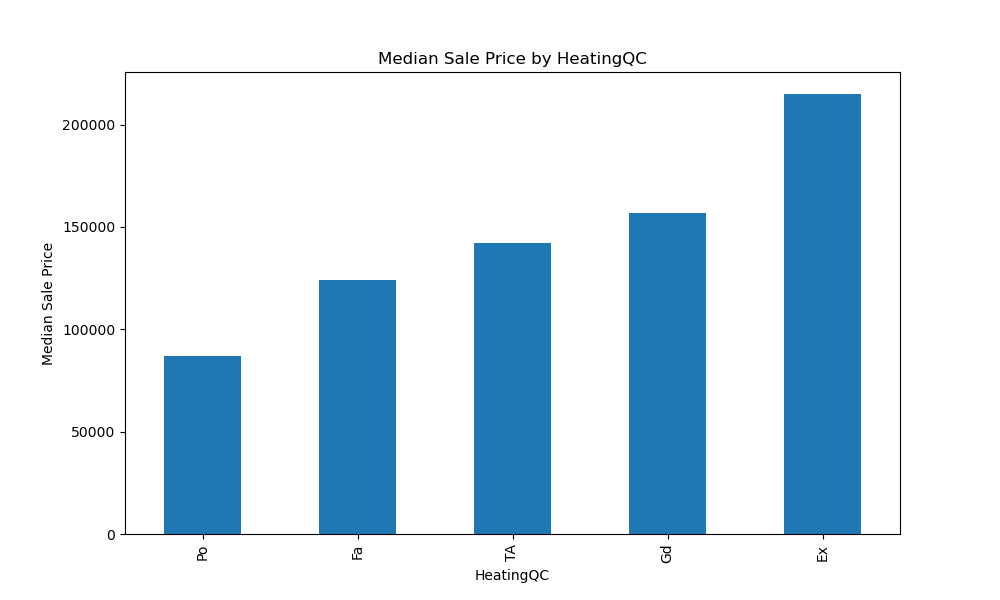 Median Sale Price by HeatingQC
Median Sale Price
200000
150000
100000
50000
0
Po
Fa
TA
Gd
Ex
HeatingQC